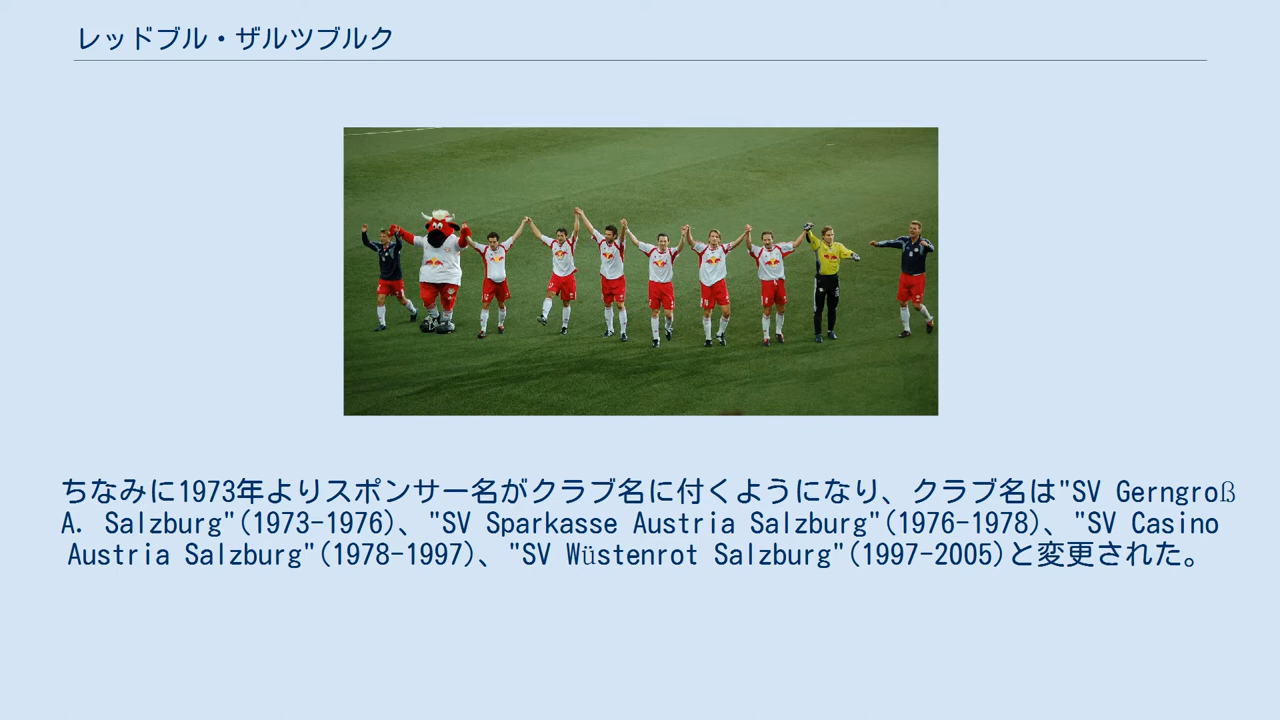 レッドブル・ザルツブルク
ちなみに1973年よりスポンサー名がクラブ名に付くようになり、クラブ名は"SV Gerngroß
A. Salzburg"(1973-1976)、"SV Sparkasse Austria Salzburg"(1976-1978)、"SV Casino
Austria Salzburg"(1978-1997)、"SV Wüstenrot Salzburg"(1997-2005)と変更された。